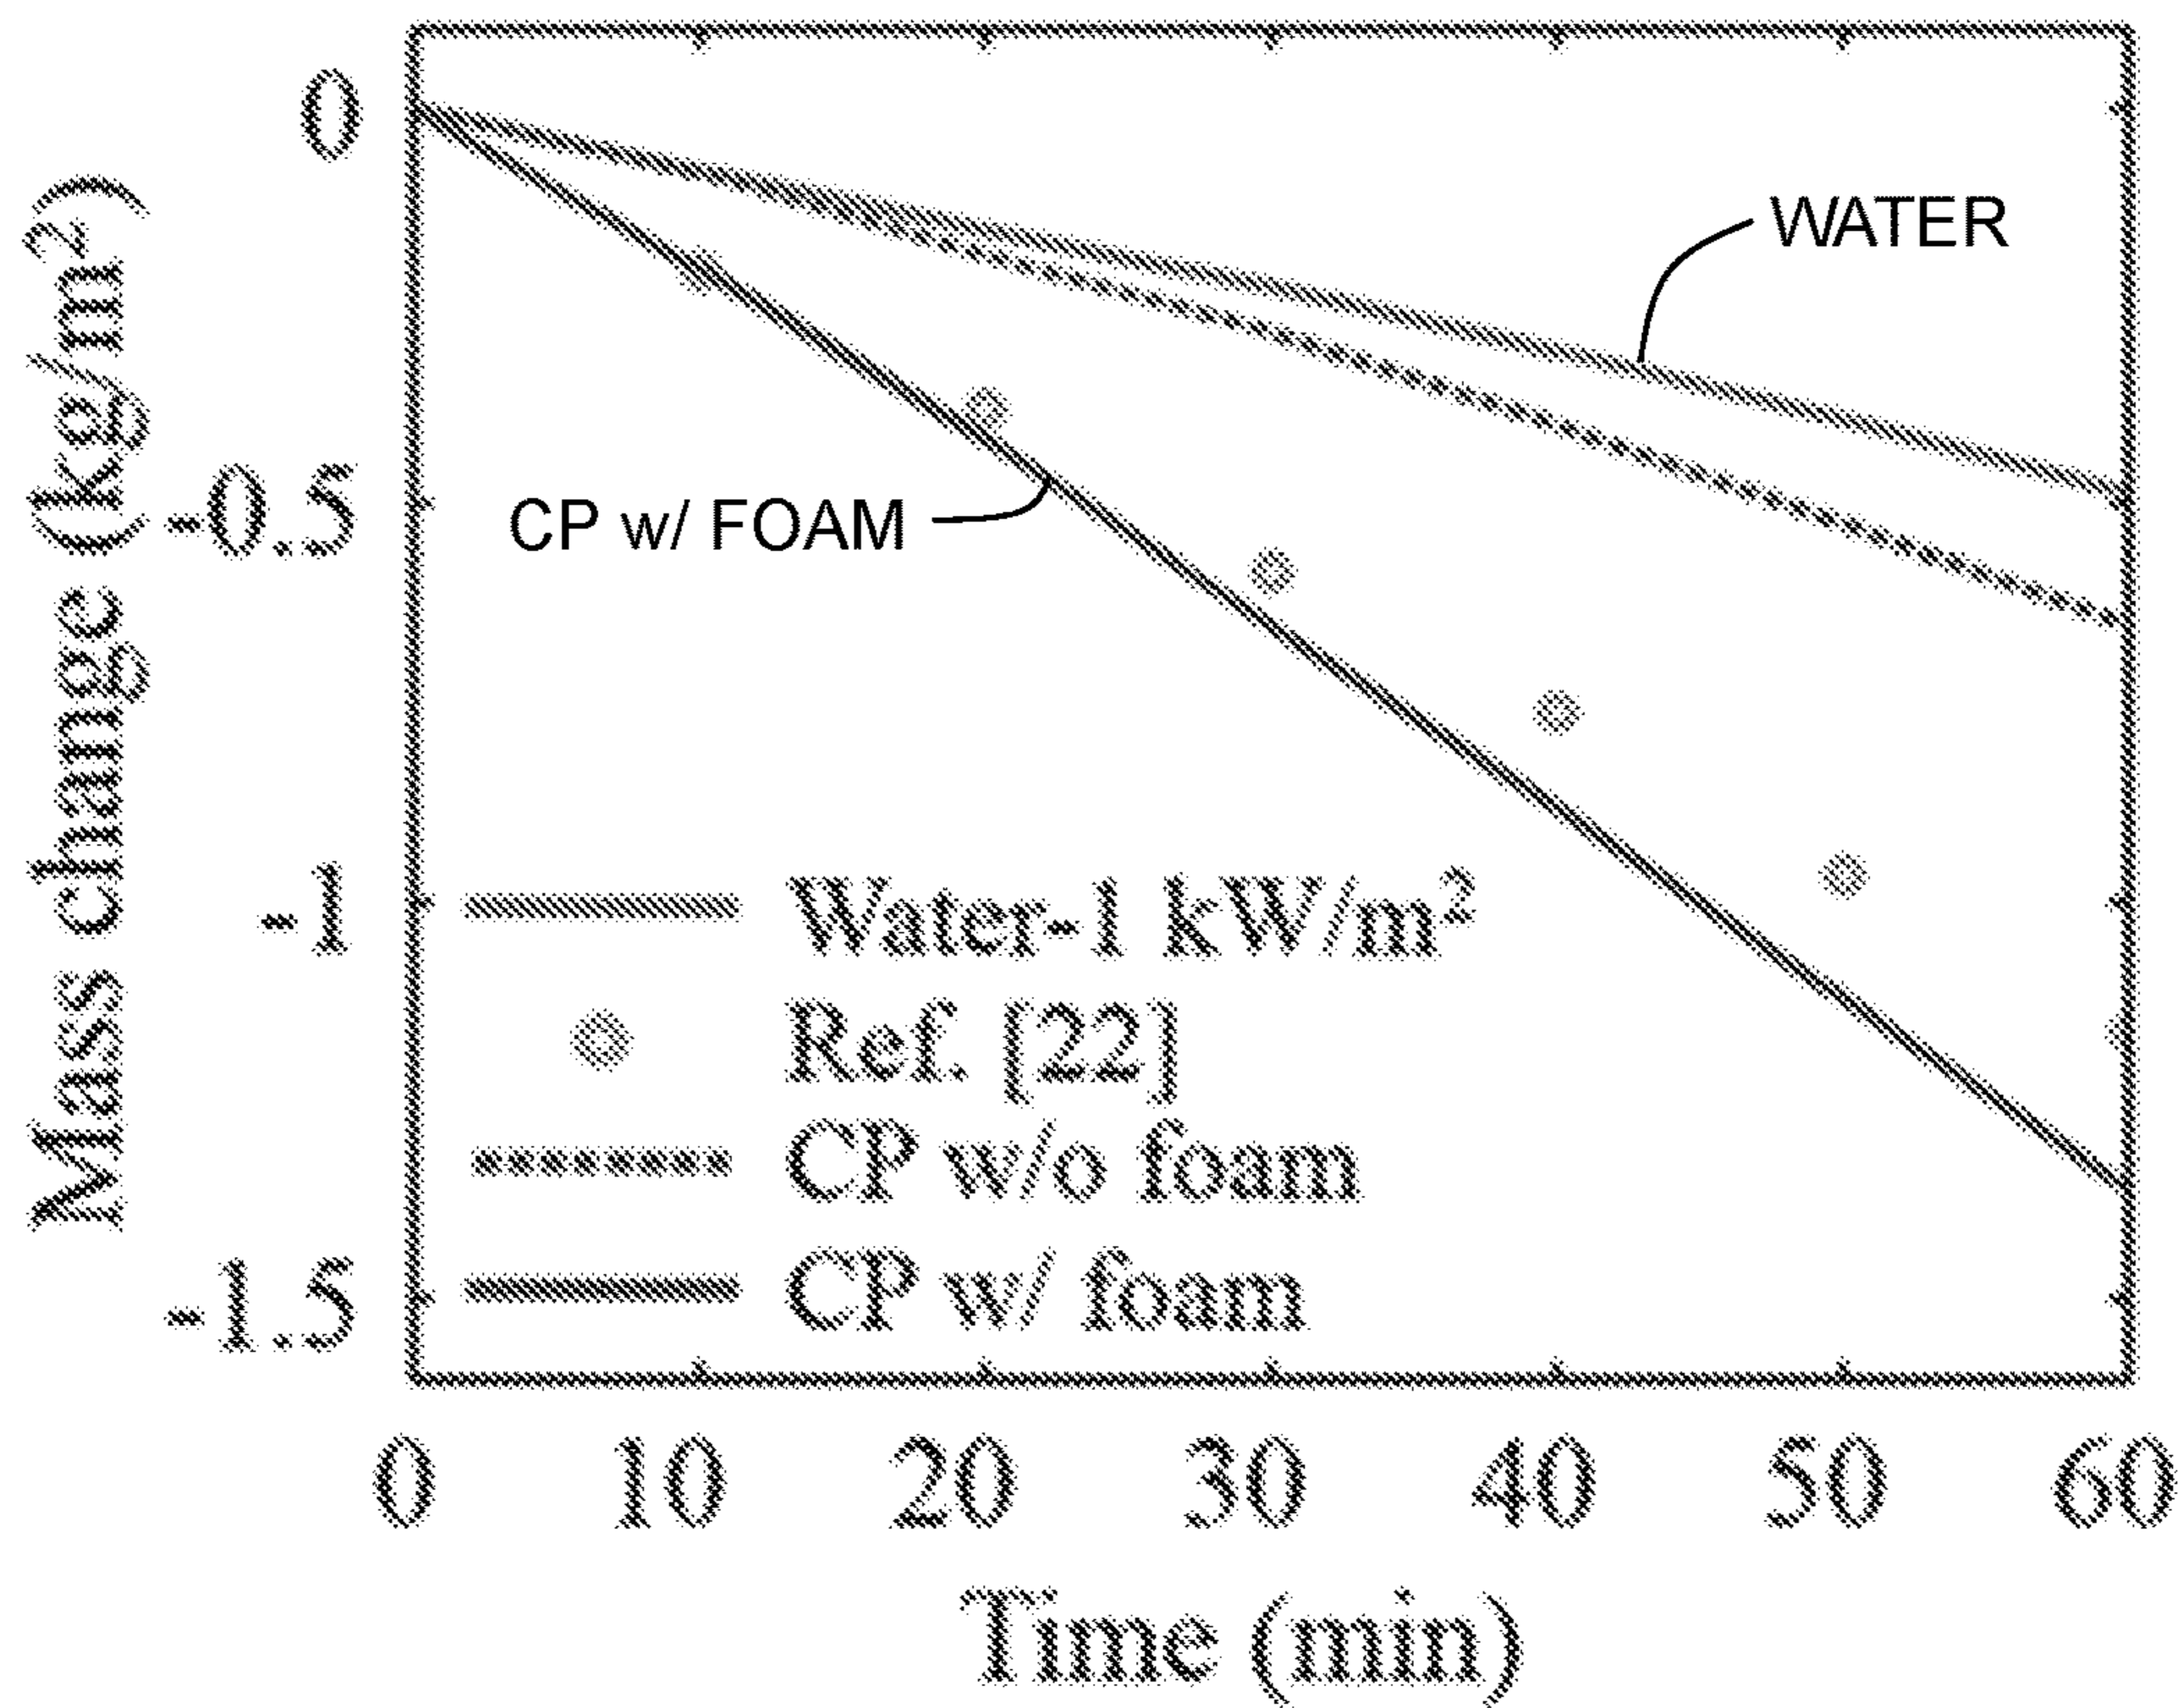 Mass change (kg/m²)
0
-0.5
-1
-1.5
WATER
CP w/ FOAM
Water-1 kW/m²
Ref. [22]
CP w/o foam
CP w/ foam
0 10 20 30 40 50 60
Time (min)